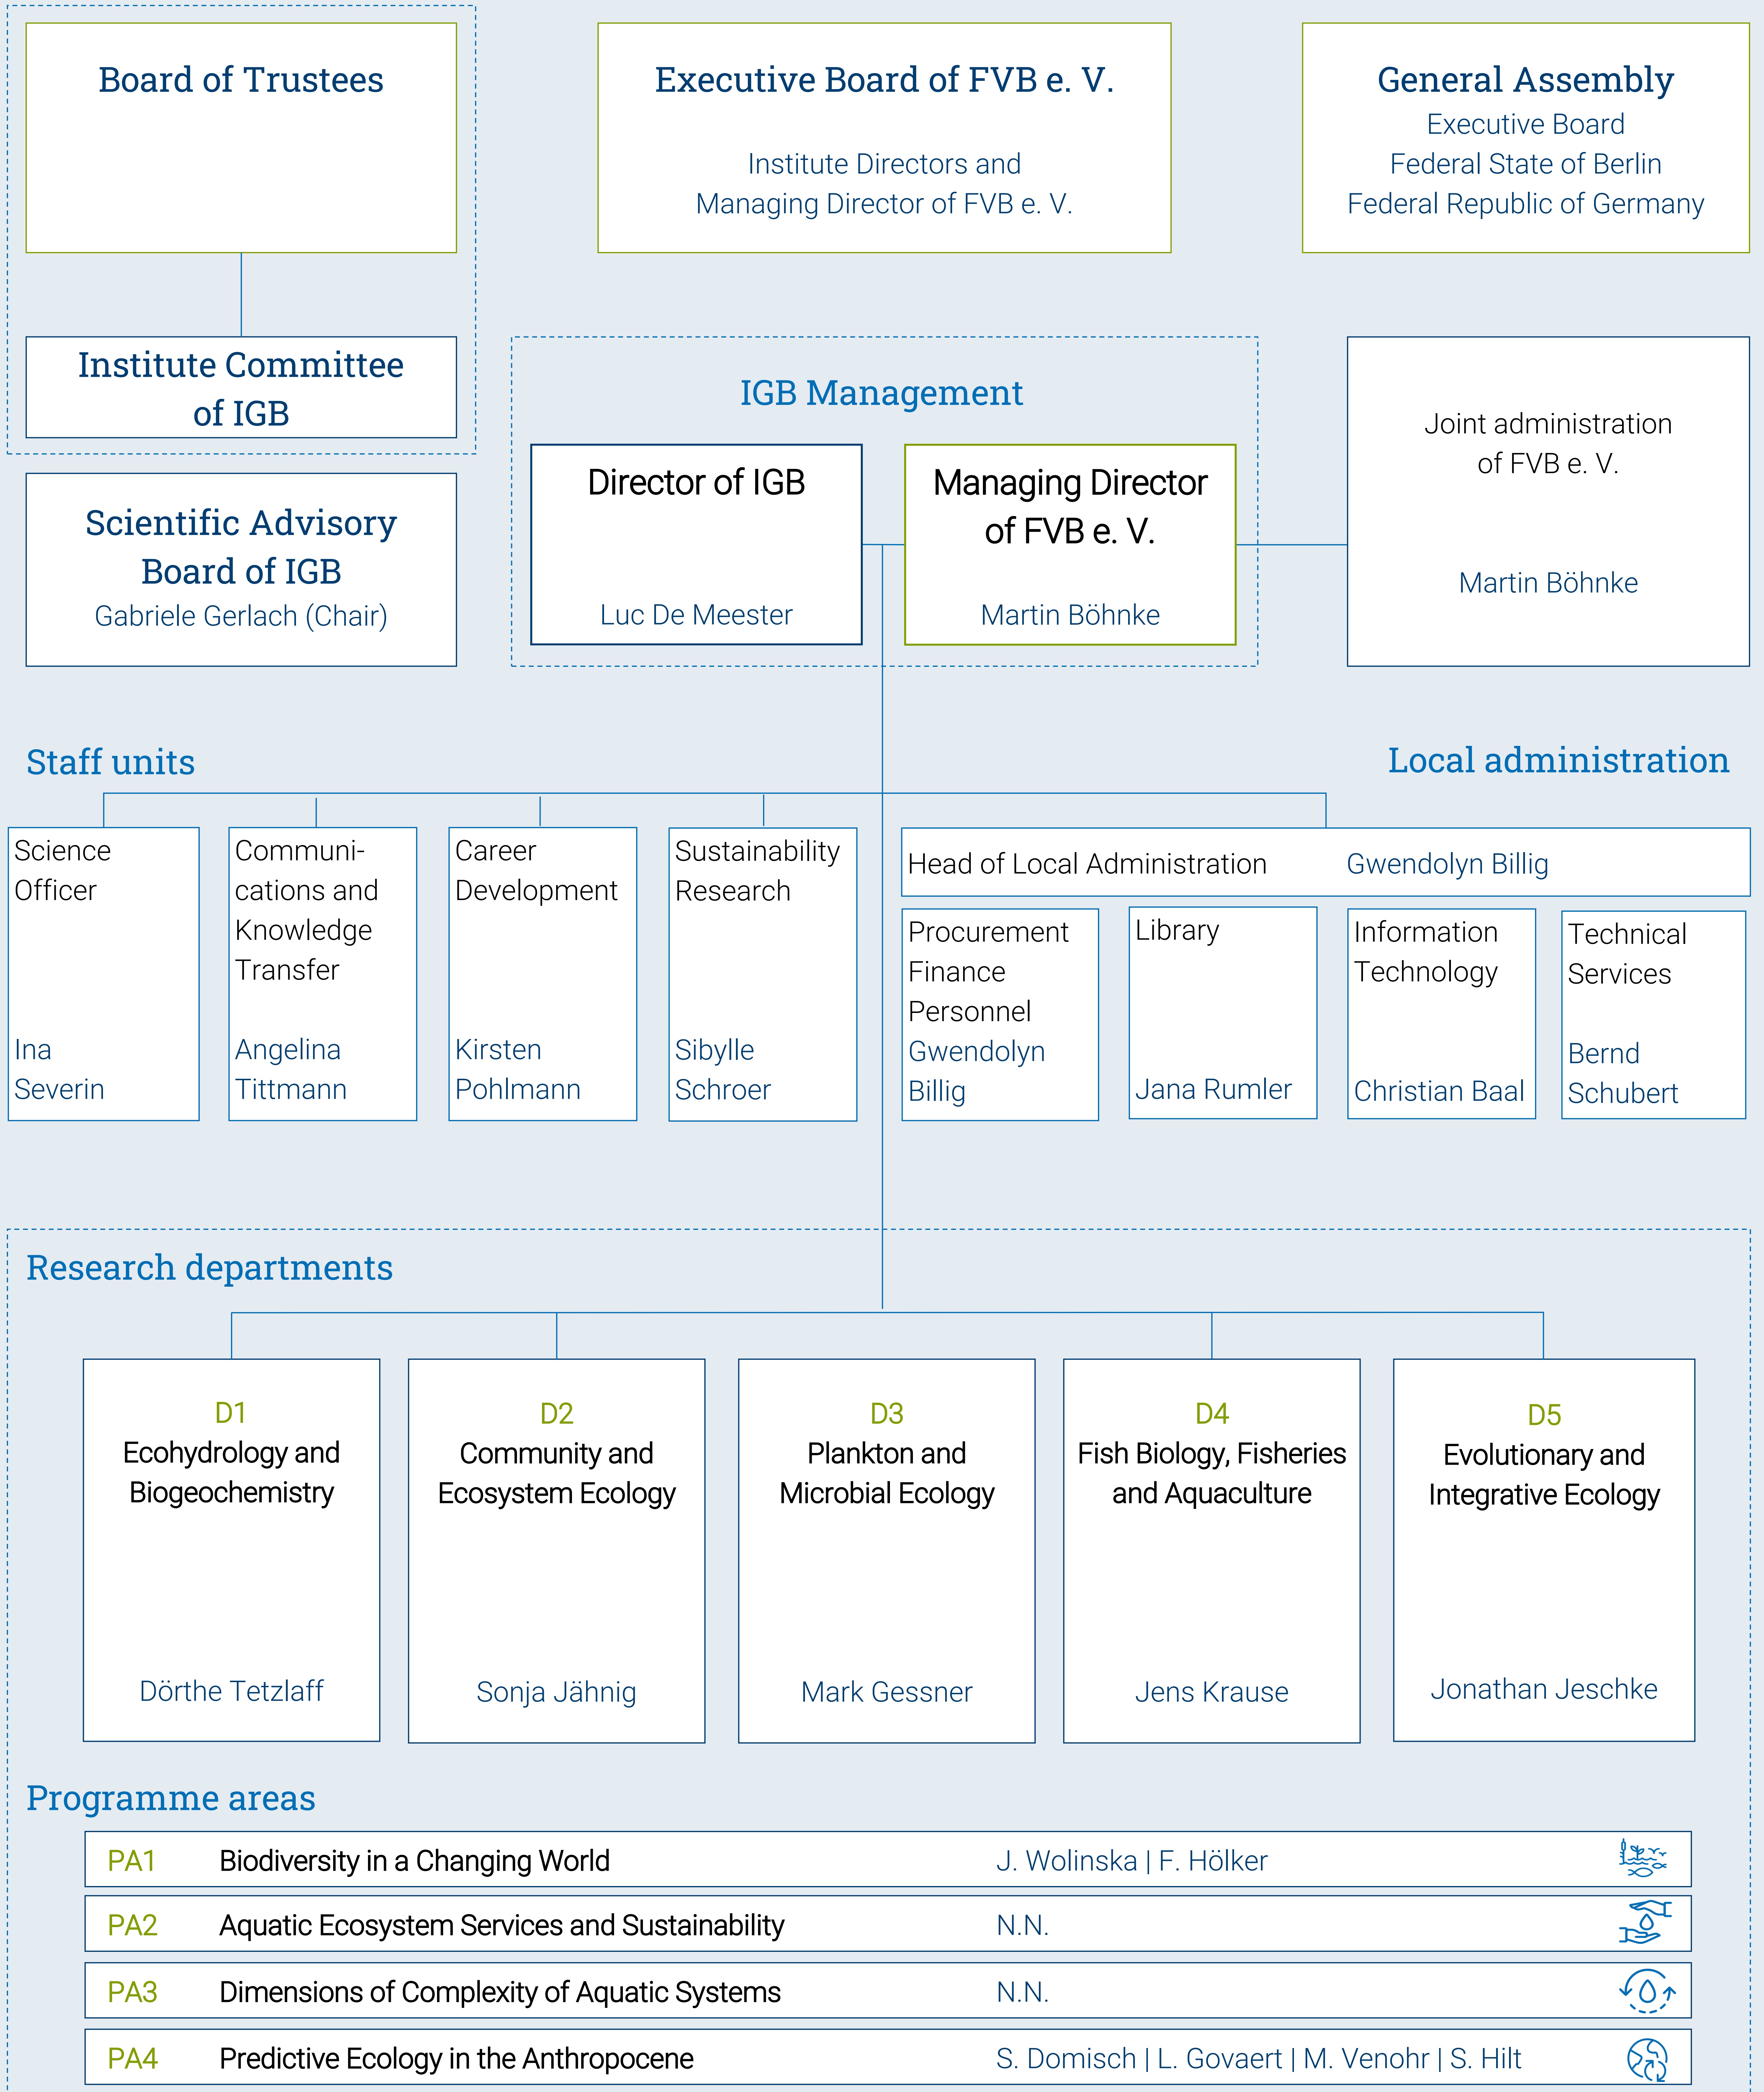 Board of Trustees
Executive Board of FVB e. V.
Institute Directors and
Managing Director of FVB e. V.
General Assembly
Executive Board
Federal State of Berlin
Federal Republic of Germany
Institute Committee
of IGB
Scientific Advisory
Board of IGB
Gabriele Gerlach (Chair)
IGB Management
Director of IGB
Luc De Meester
Managing Director
of FVB e. V.
Martin Böhnke
Joint administration
of FVB e. V.
Martin Böhnke
Staff units
Science
Officer
Ina
Severin
Communi-
cations and
Knowledge
Transfer
Angelina
Tittmann
Career
Development
Kirsten
Pohlmann
Sustainability
Research
Sibylle
Schroer
Local administration
Head of Local Administration Gwendolyn Billig
Procurement
Finance
Personnel
Gwendolyn
Billig
Library
Jana Rumler
Information
Technology
Christian Baal
Technical
Services
Bernd
Schubert
Research departments
D1
Ecohydrology and
Biogeochemistry
Dörthe Tetzlaff
D2
Community and
Ecosystem Ecology
Sonja Jähnig
D3
Plankton and
Microbial Ecology
Mark Gessner
D4
Fish Biology, Fisheries
and Aquaculture
Jens Krause
D5
Evolutionary and
Integrative Ecology
Jonathan Jeschke
Programme areas
PA1 Biodiversity in a Changing World J. Wolinska | F. Hölker
PA2 Aquatic Ecosystem Services and Sustainability N.N.
PA3 Dimensions of Complexity of Aquatic Systems N.N.
PA4 Predictive Ecology in the Anthropocene S. Domisch | L. Govaert | M. Venohr | S. Hilt